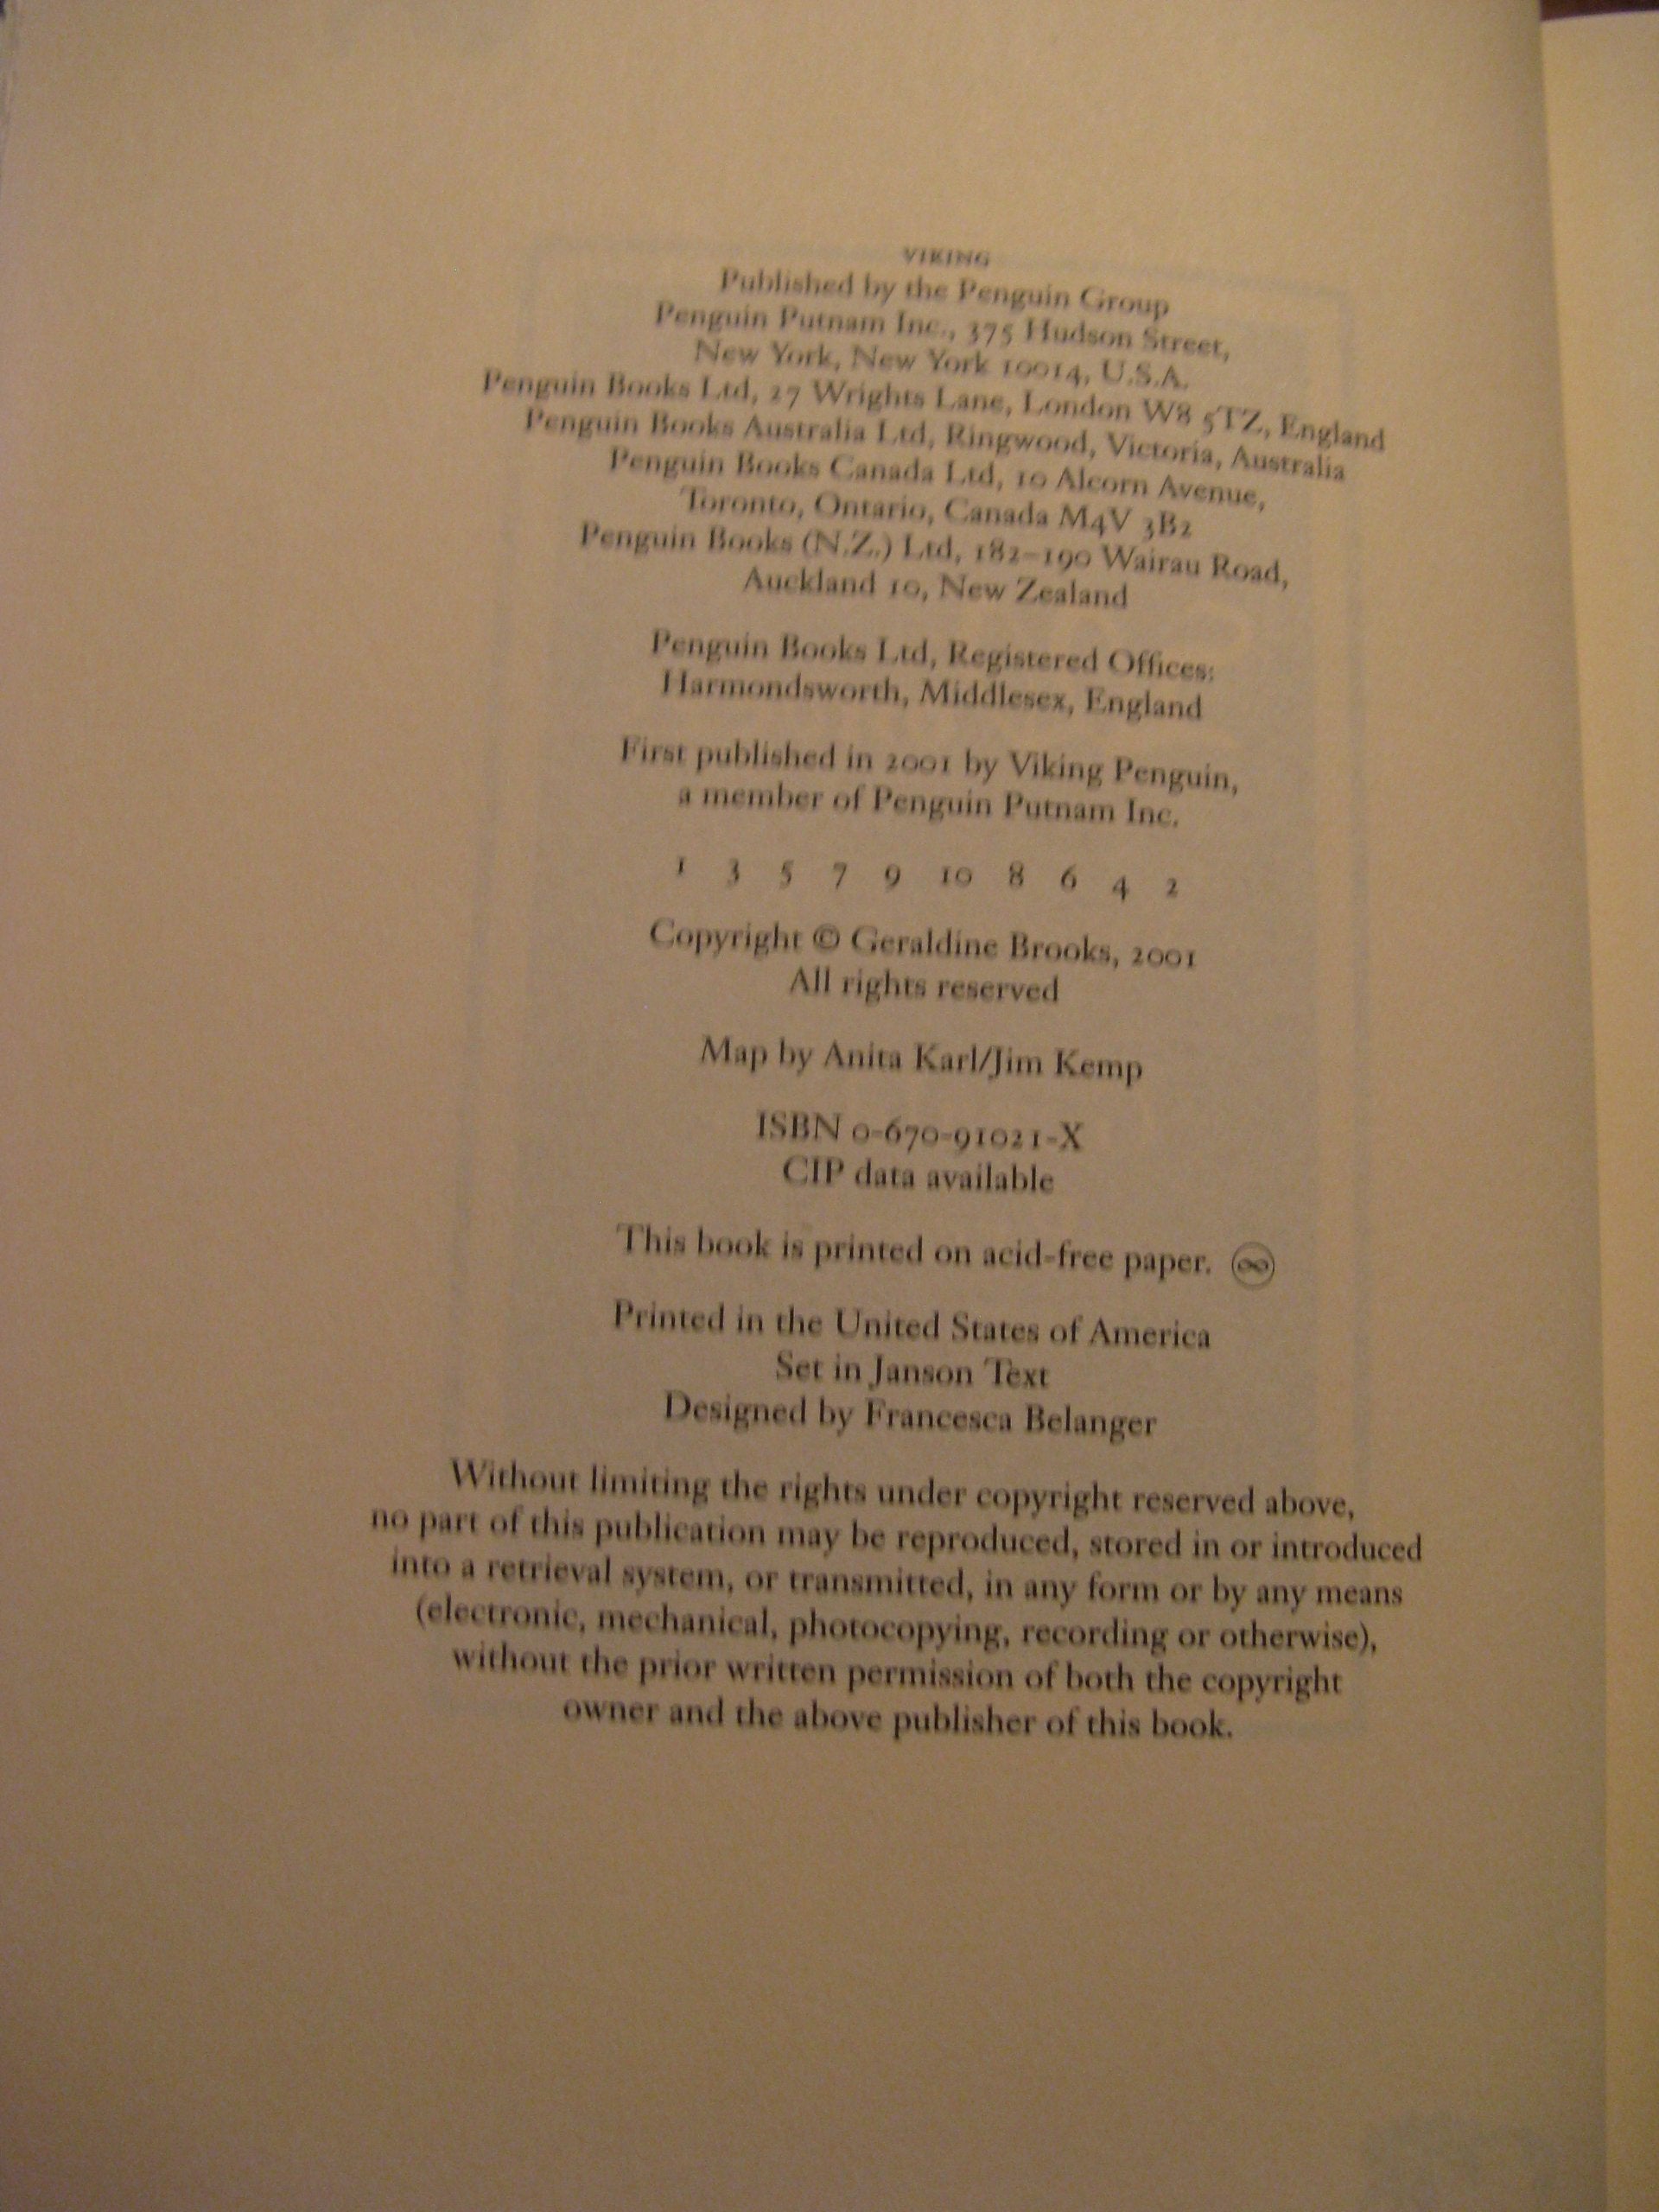 VIKING
Published by the Penguin Group
Penguin Putnam Inc., 375 Hudson Street,
New York, New York 10014, U.S.A.
Penguin Books Ltd, 27 Wrights Lane, London W8 5TZ, England
Penguin Books Australia Ltd, Ringwood, Victoria, Australia
Penguin Books Canada Ltd, 10 Alcorn Avenue,
Toronto, Ontario, Canada M4V 3B2
Penguin Books (N.Z.) Ltd, 182–190 Wairau Road,
Auckland 10, New Zealand
Penguin Books Ltd, Registered Offices:
Harmondsworth, Middlesex, England
First published in 2001 by Viking Penguin,
a member of Penguin Putnam Inc.
1 3 5 7 9 10 8 6 4 2
Copyright © Geraldine Brooks, 2001
All rights reserved
Map by Anita Karl/Jim Kemp
ISBN 0-670-91021-X
CIP data available
This book is printed on acid-free paper. ♾
Printed in the United States of America
Set in Janson Text
Designed by Francesca Belanger
Without limiting the rights under copyright reserved above,
no part of this publication may be reproduced, stored in or introduced
into a retrieval system, or transmitted, in any form or by any means
(electronic, mechanical, photocopying, recording or otherwise),
without the prior written permission of both the copyright
owner and the above publisher of this book.